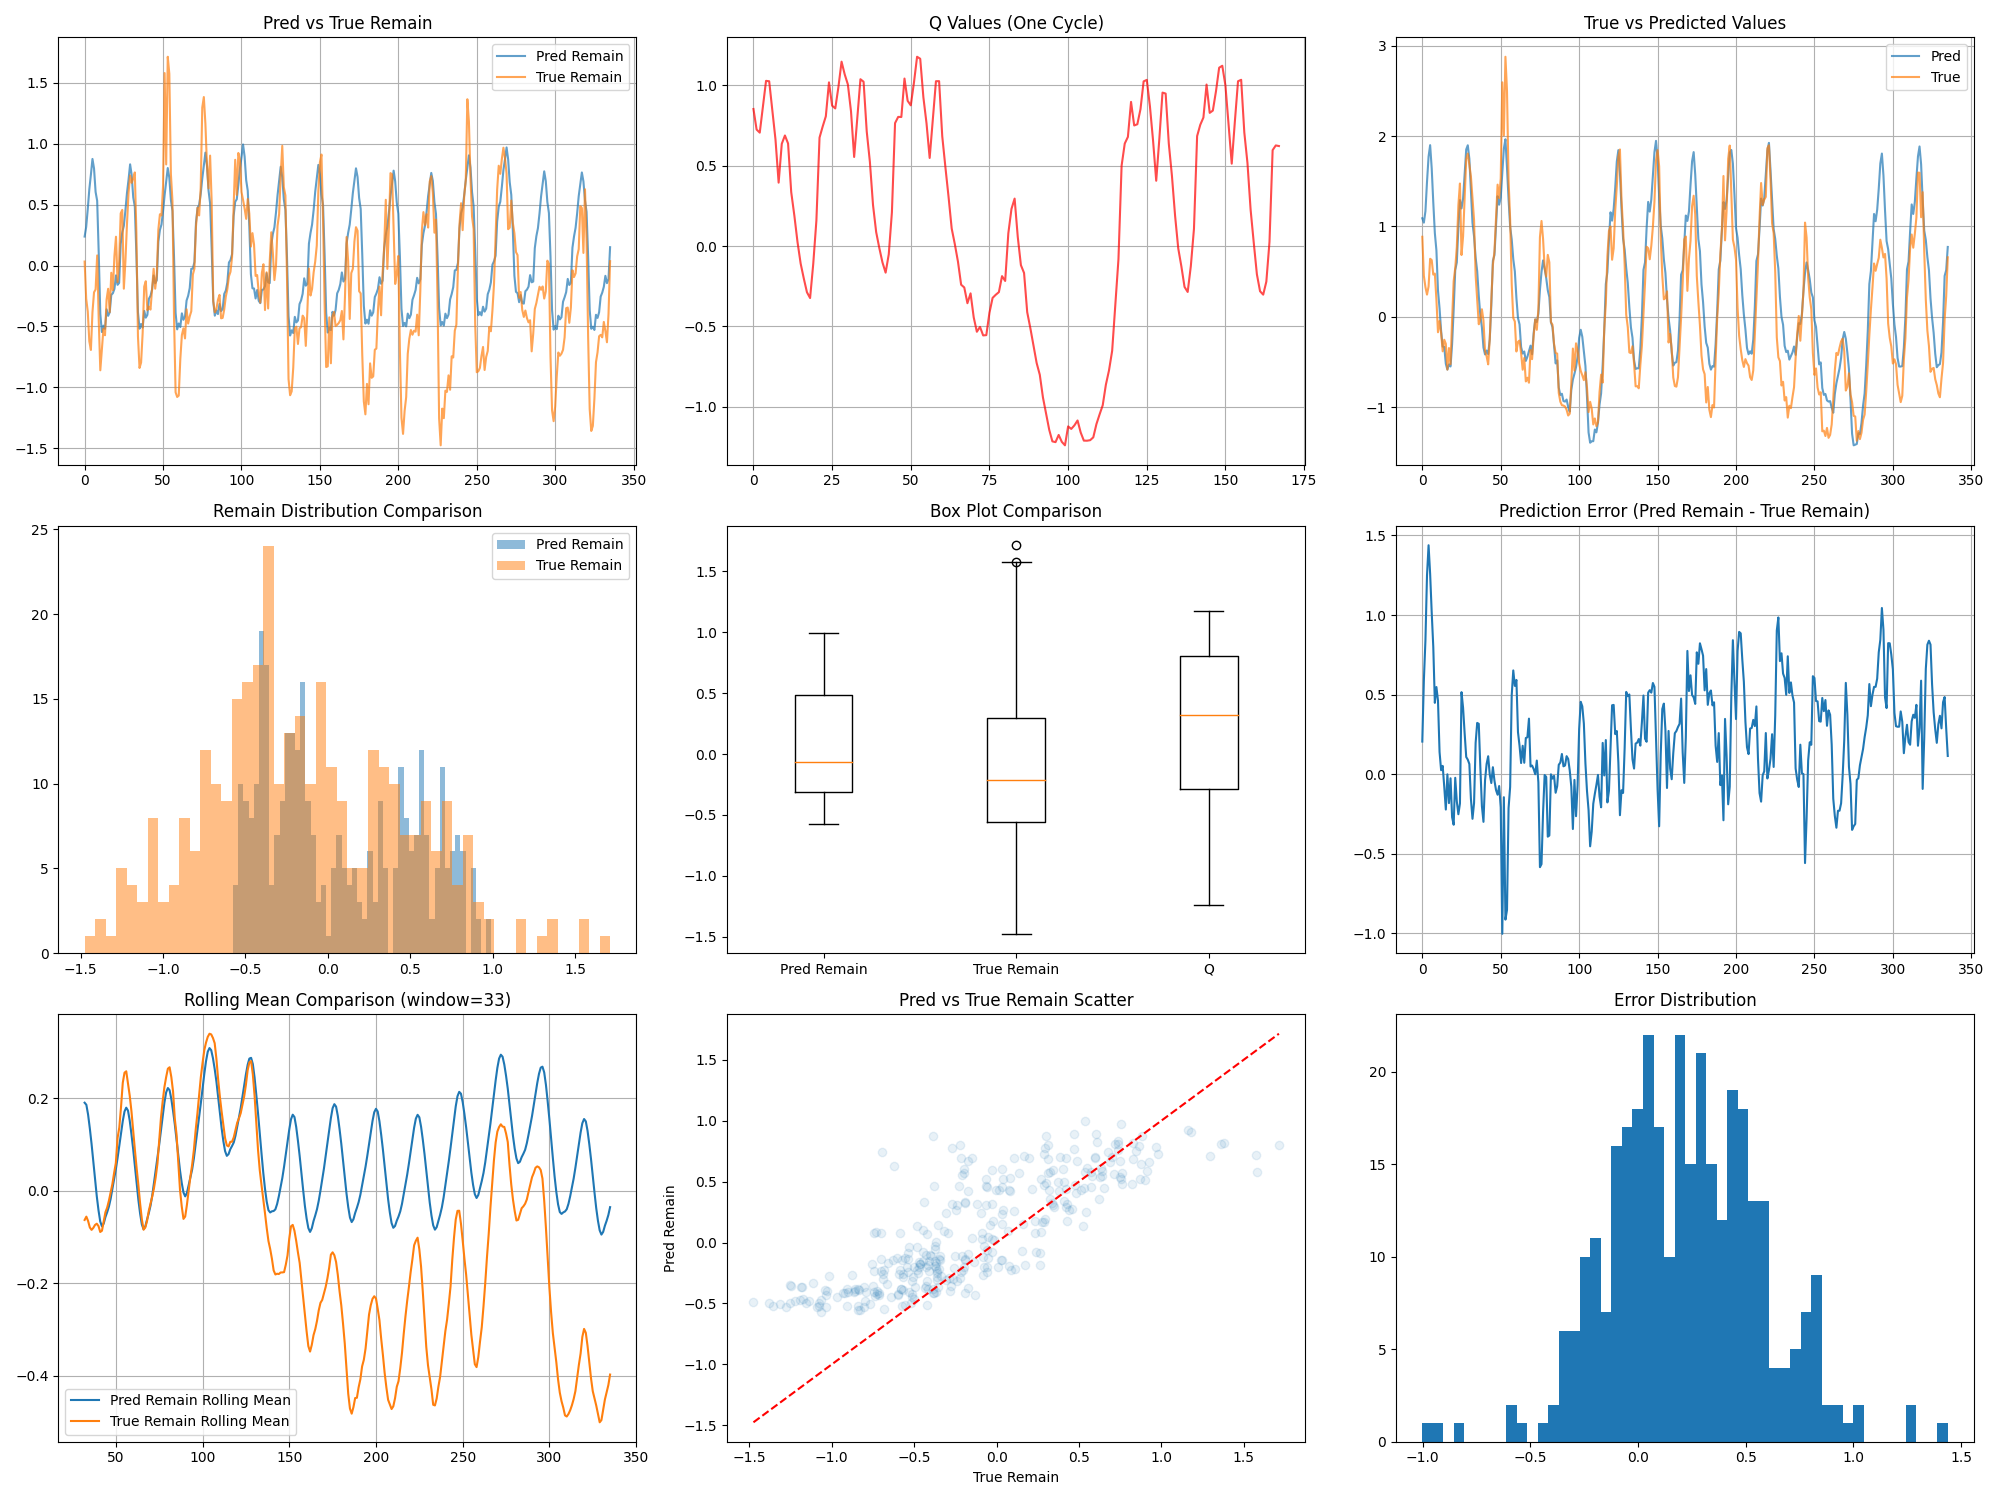 Pred vs True Remain
Pred Remain
True Remain
1.5
1.0
0.5
0.0
−0.5
−1.0
−1.5
0 50 100 150 200 250 300 350
Q Values (One Cycle)
1.0
0.5
0.0
−0.5
−1.0
0 25 50 75 100 125 150 175
True vs Predicted Values
Pred
True
3
2
1
0
−1
0 50 100 150 200 250 300 350
Remain Distribution Comparison
Pred Remain
True Remain
25
20
15
10
5
0
−1.5 −1.0 −0.5 0.0 0.5 1.0 1.5
Box Plot Comparison
1.5
1.0
0.5
0.0
−0.5
−1.0
−1.5
Pred Remain True Remain Q
Prediction Error (Pred Remain - True Remain)
1.5
1.0
0.5
0.0
−0.5
−1.0
0 50 100 150 200 250 300 350
Rolling Mean Comparison (window=33)
0.2
0.0
−0.2
−0.4
Pred Remain Rolling Mean
True Remain Rolling Mean
50 100 150 200 250 300 350
Pred vs True Remain Scatter
Pred Remain
1.5
1.0
0.5
0.0
−0.5
−1.0
−1.5
−1.5 −1.0 −0.5 0.0 0.5 1.0 1.5
True Remain
Error Distribution
20
15
10
5
0
−1.0 −0.5 0.0 0.5 1.0 1.5